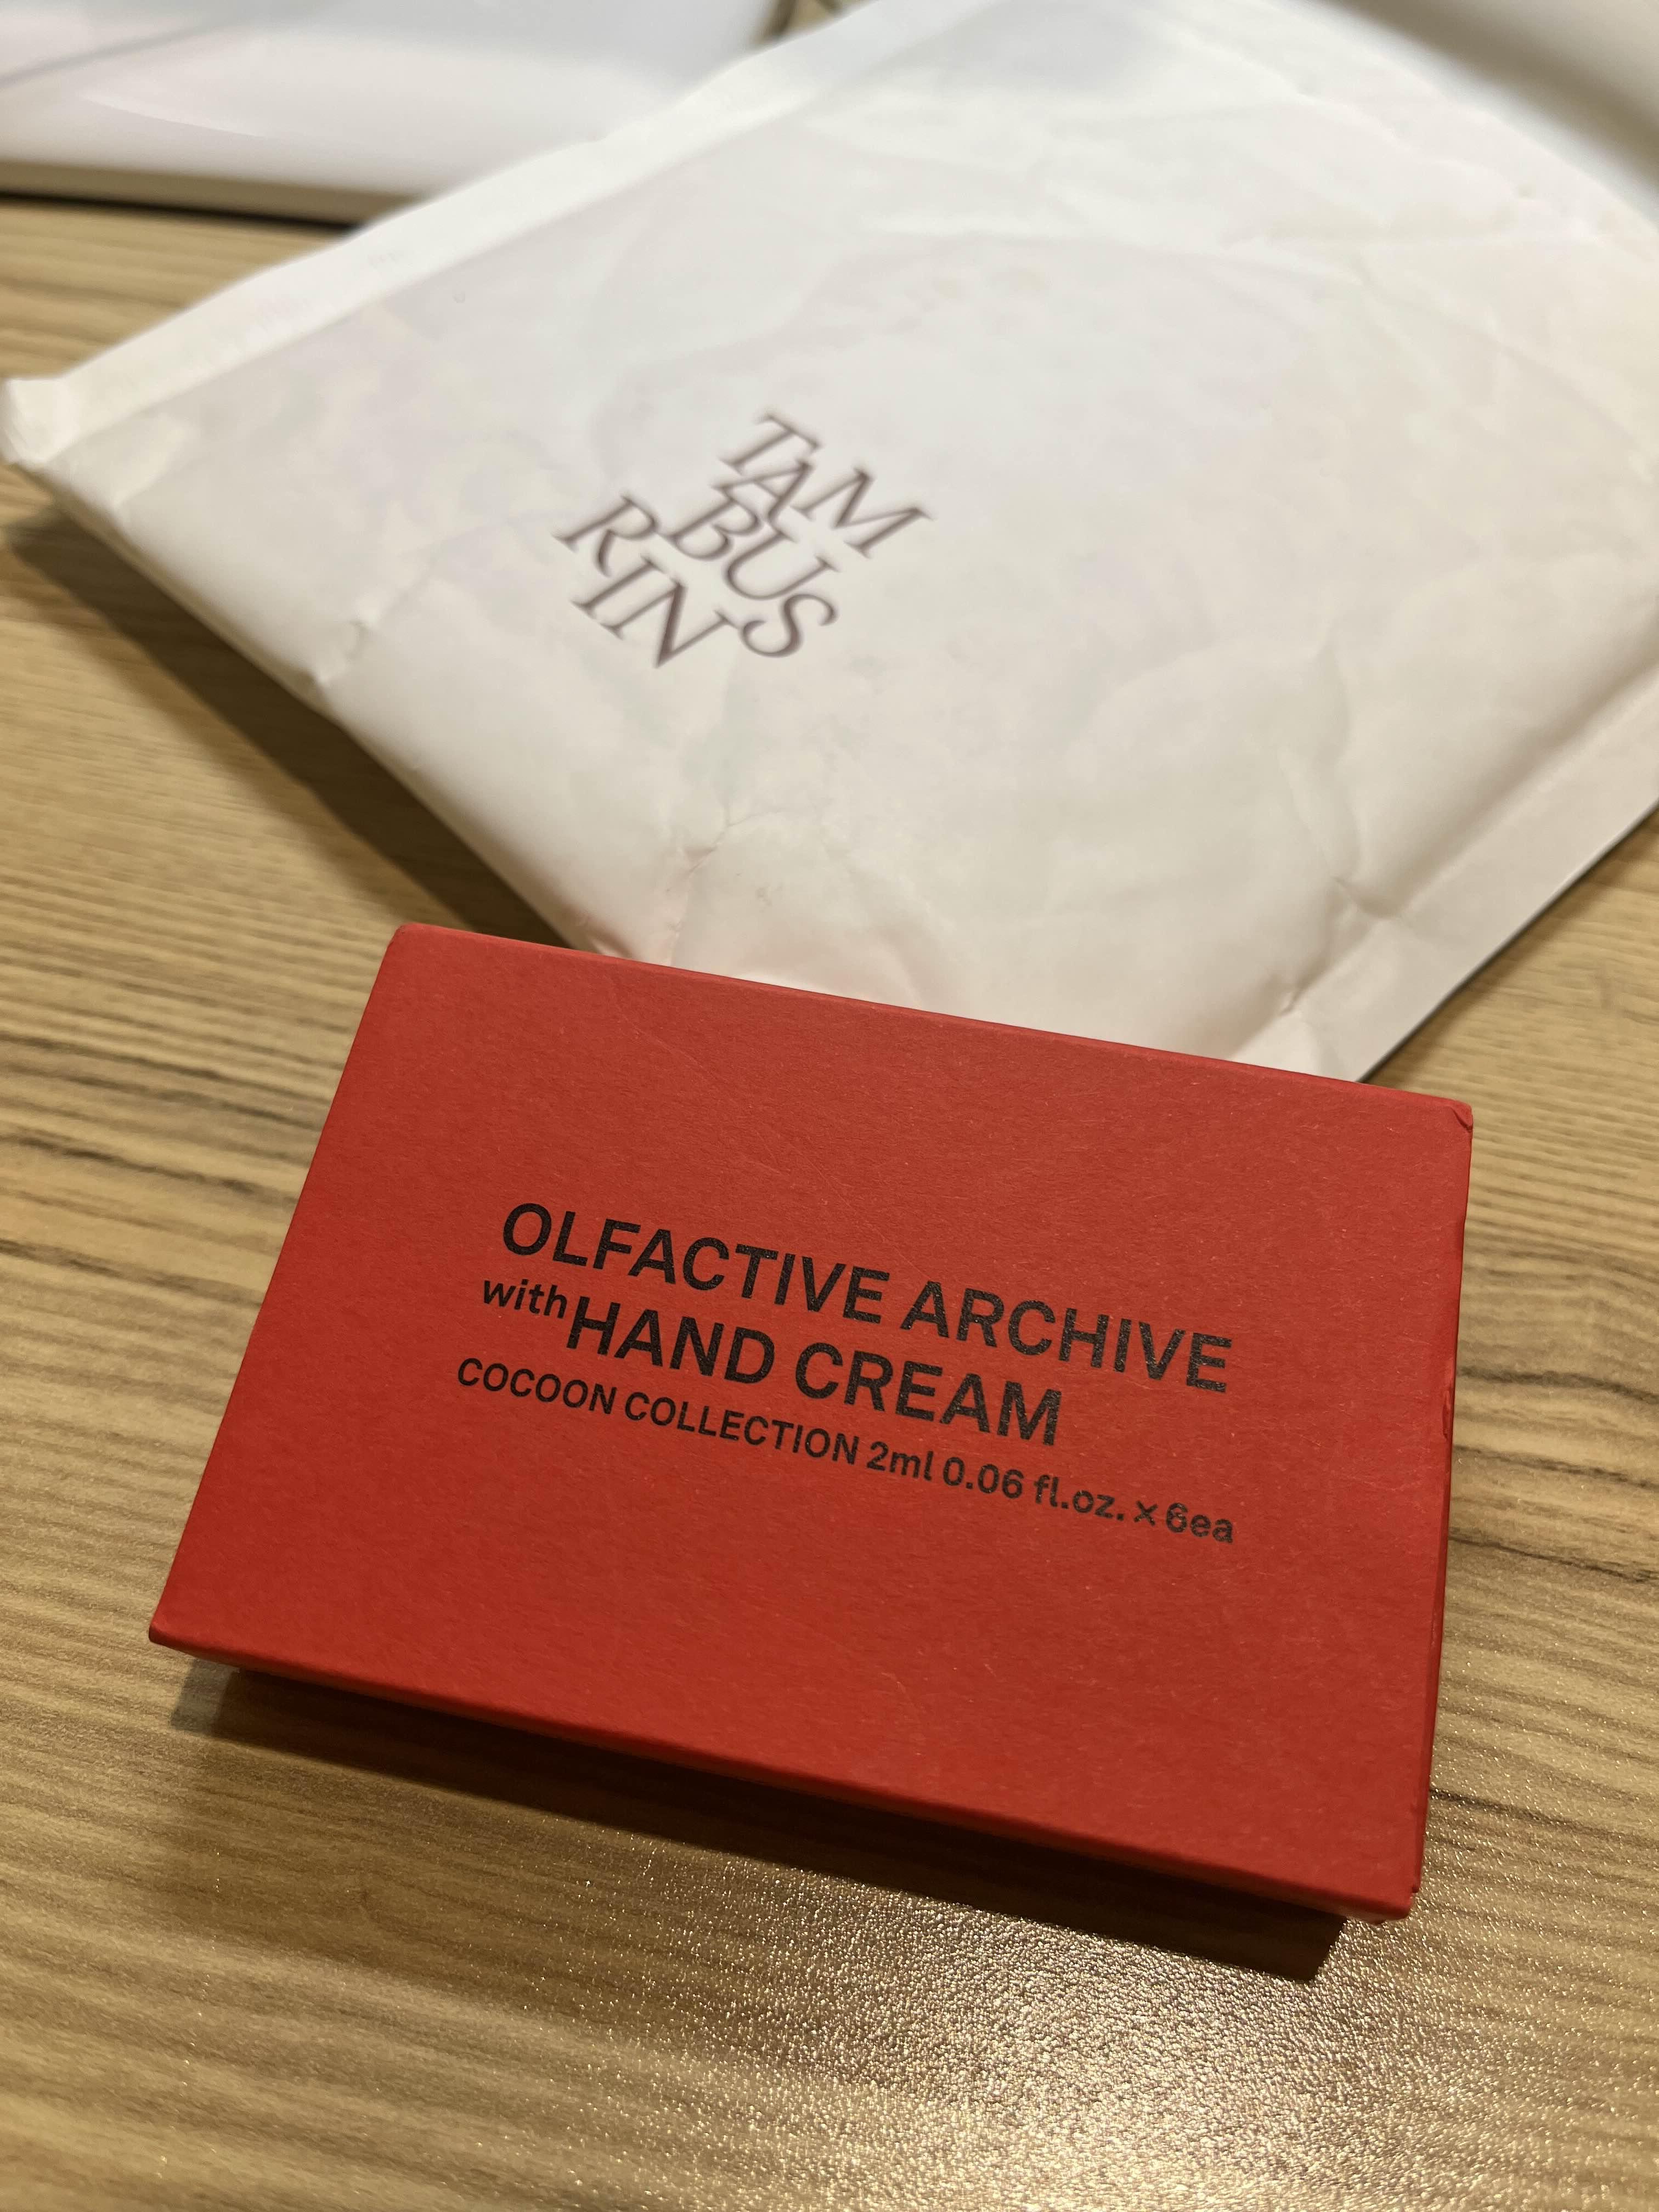 TAM
BUS
RIN
OLFACTIVE ARCHIVE
with HAND CREAM
COCOON COLLECTION 2ml 0.06 fl.oz. × 6ea